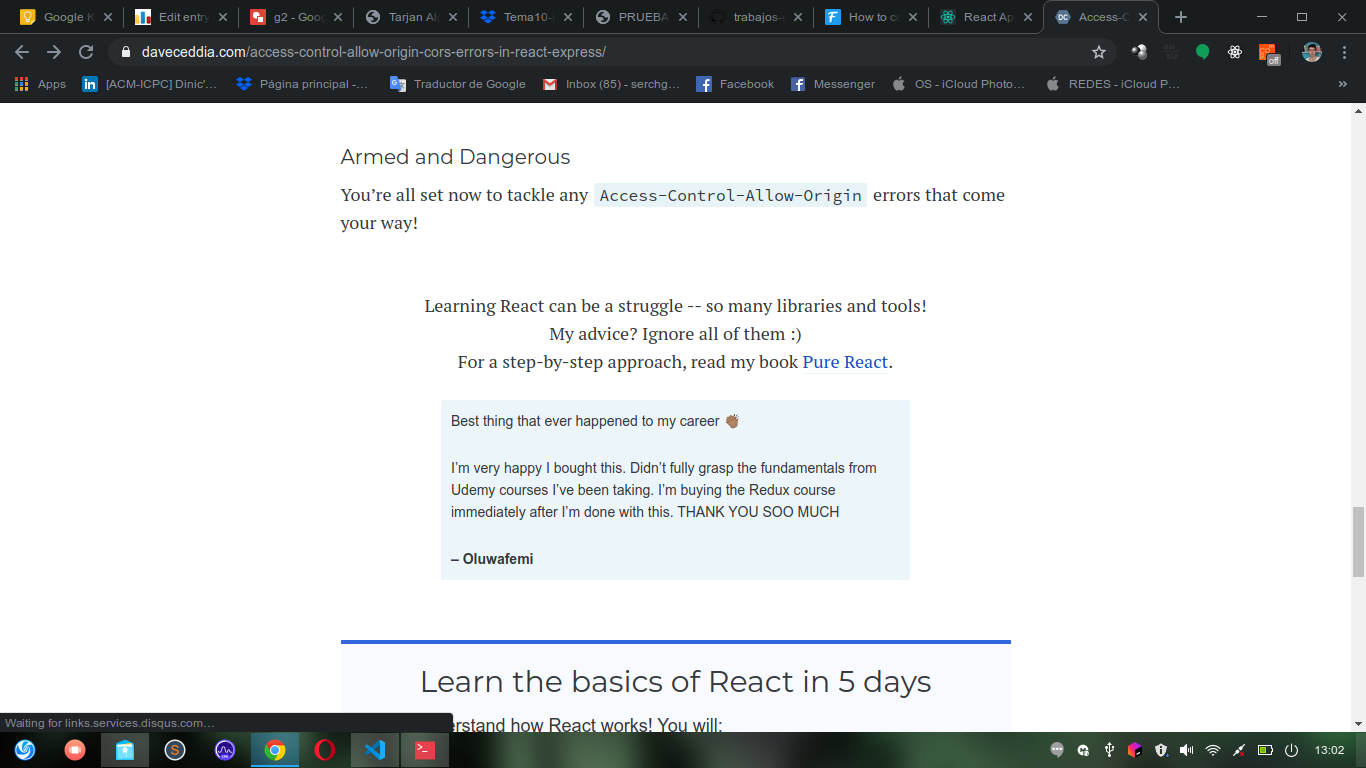 Google K
Edit entry
g2 - Goog
Tarjan Al
Tema10-
PRUEBA
trabajos-
How to co
React Ap
Access-C
daveceddia.com/access-control-allow-origin-cors-errors-in-react-express/
off
Apps
[ACM-ICPC] Dinic'...
Página principal -...
Traductor de Google
Inbox (85) - serchg...
Facebook
Messenger
OS - iCloud Photo...
REDES - iCloud P...
Armed and Dangerous
You're all set now to tackle any Access-Control-Allow-Origin errors that come
your way!
Learning React can be a struggle -- so many libraries and tools!
My advice? Ignore all of them :)
For a step-by-step approach, read my book Pure React.
Best thing that ever happened to my career 👏🏽
I'm very happy I bought this. Didn't fully grasp the fundamentals from
Udemy courses I've been taking. I'm buying the Redux course
immediately after I'm done with this. THANK YOU SOO MUCH
– Oluwafemi
Learn the basics of React in 5 days
erstand how React works! You will:
Waiting for links.services.disqus.com...
13:02